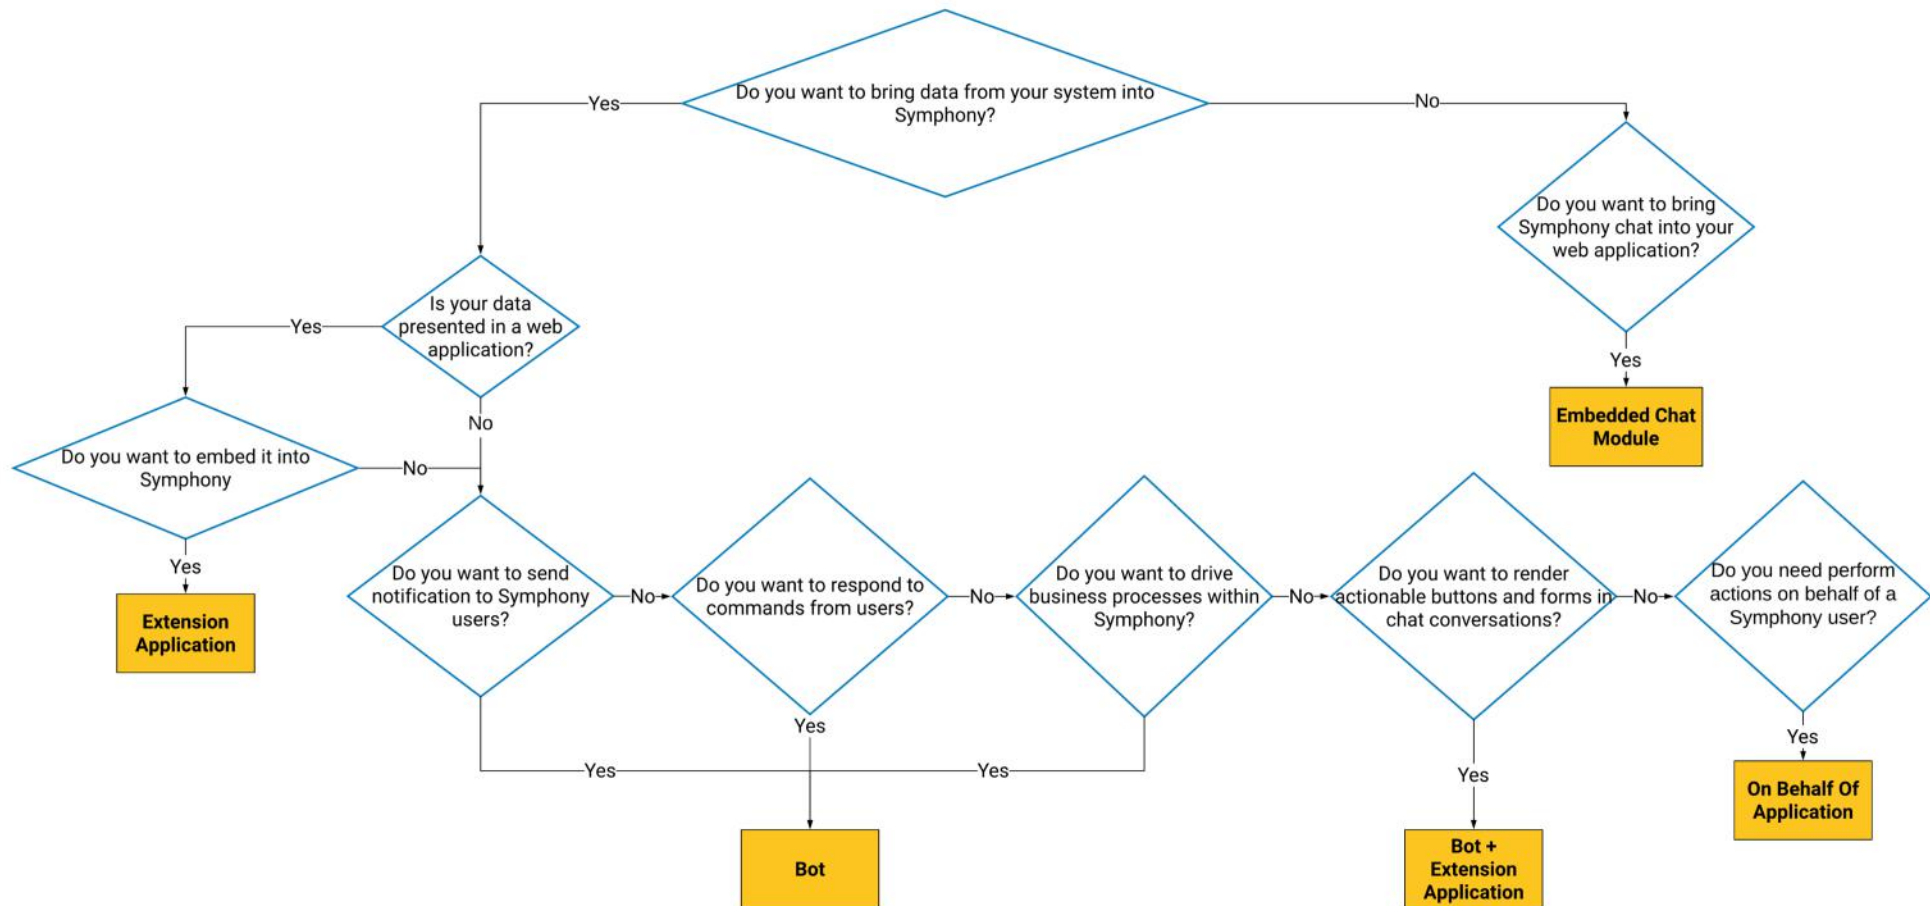 Do you want to bring data from your system into
Symphony?
Yes
No
Do you want to bring
Symphony chat into your
web application?
Is your data
presented in a web
application?
Yes
Yes
Embedded Chat
Module
No
Do you want to embed it into
Symphony
No
Yes
Extension
Application
Do you want to send
notification to Symphony
users?
No
Do you want to respond to
commands from users?
No
Do you want to drive
business processes within
Symphony?
No
Do you want to render
actionable buttons and forms in
chat conversations?
No
Do you need perform
actions on behalf of a
Symphony user?
Yes
Yes
Yes
Yes
Yes
On Behalf Of
Application
Bot
Bot +
Extension
Application